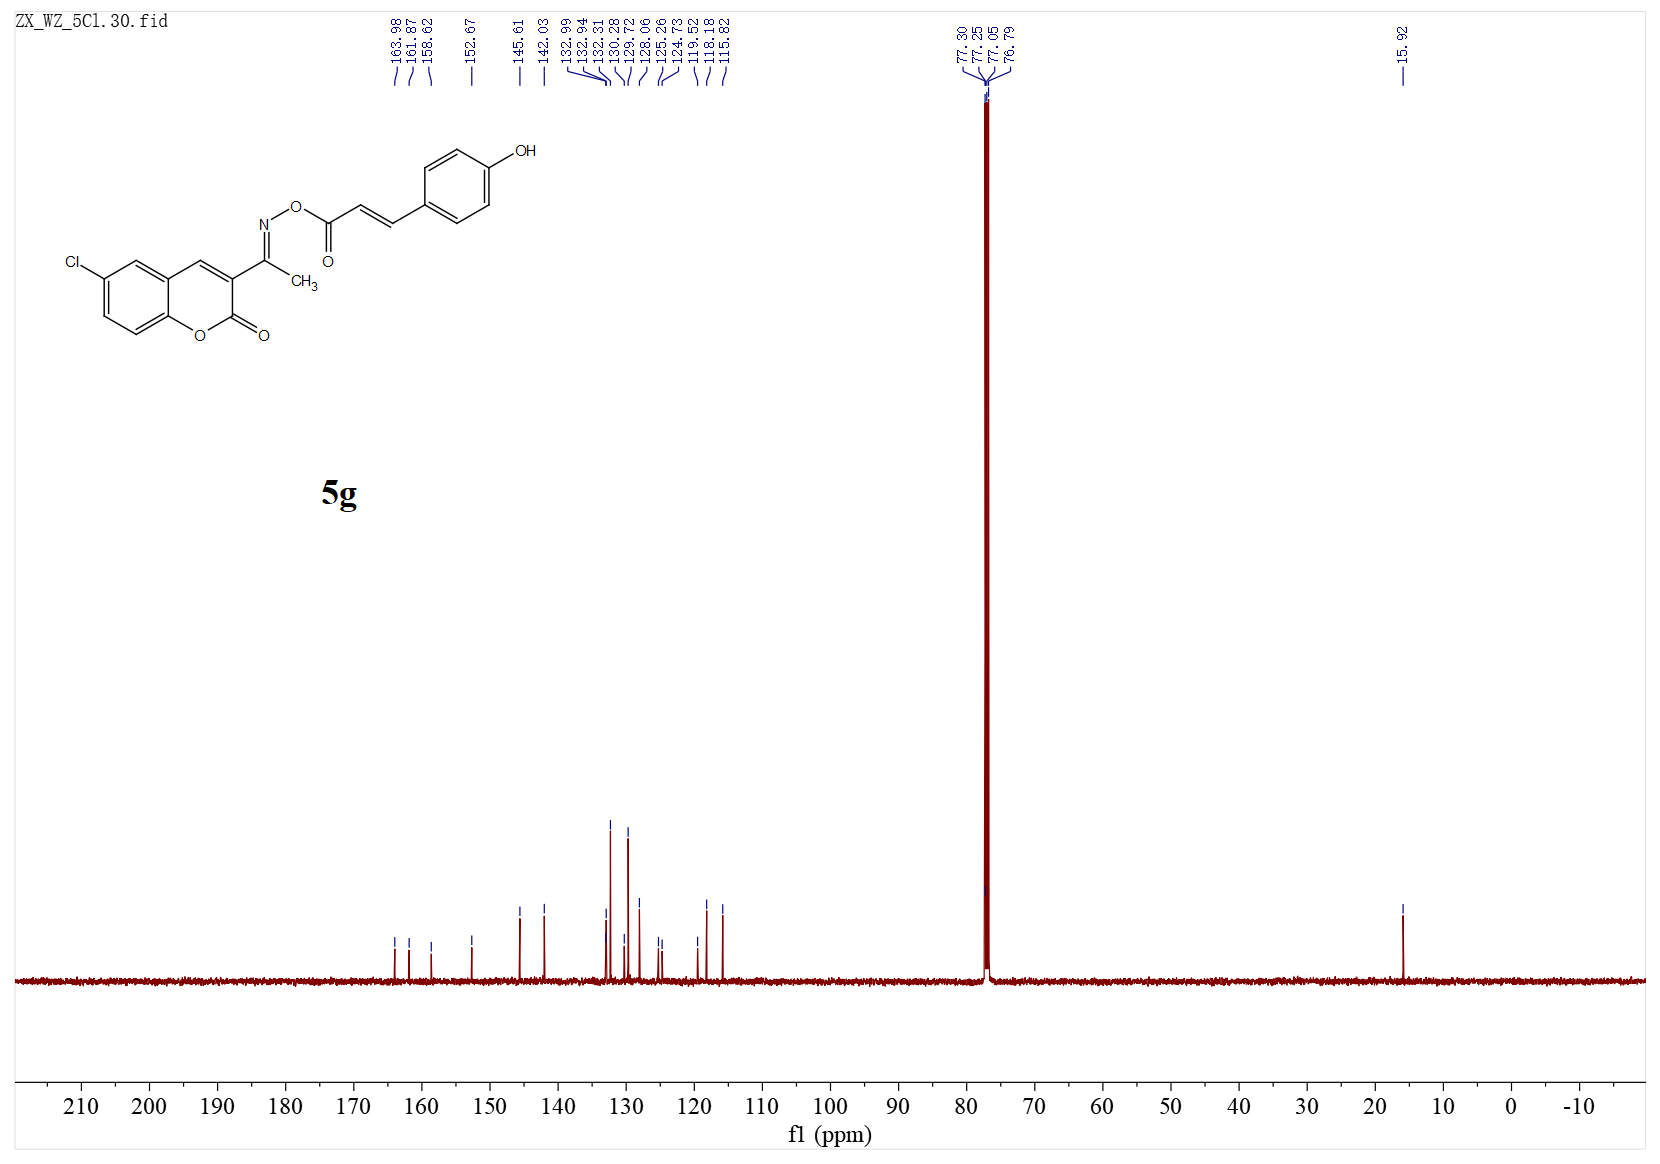 ZX_WZ_5Cl.30.fid
163.98
161.87
158.62
152.67
145.61
142.03
132.99
132.94
132.31
130.28
129.72
128.06
125.26
124.73
119.52
118.18
115.82
77.30
77.25
77.05
76.79
15.92
OH
O
N
O
Cl
CH3
O
O
5g
210 200 190 180 170 160 150 140 130 120 110 100 90 80 70 60 50 40 30 20 10 0 -10
f1 (ppm)